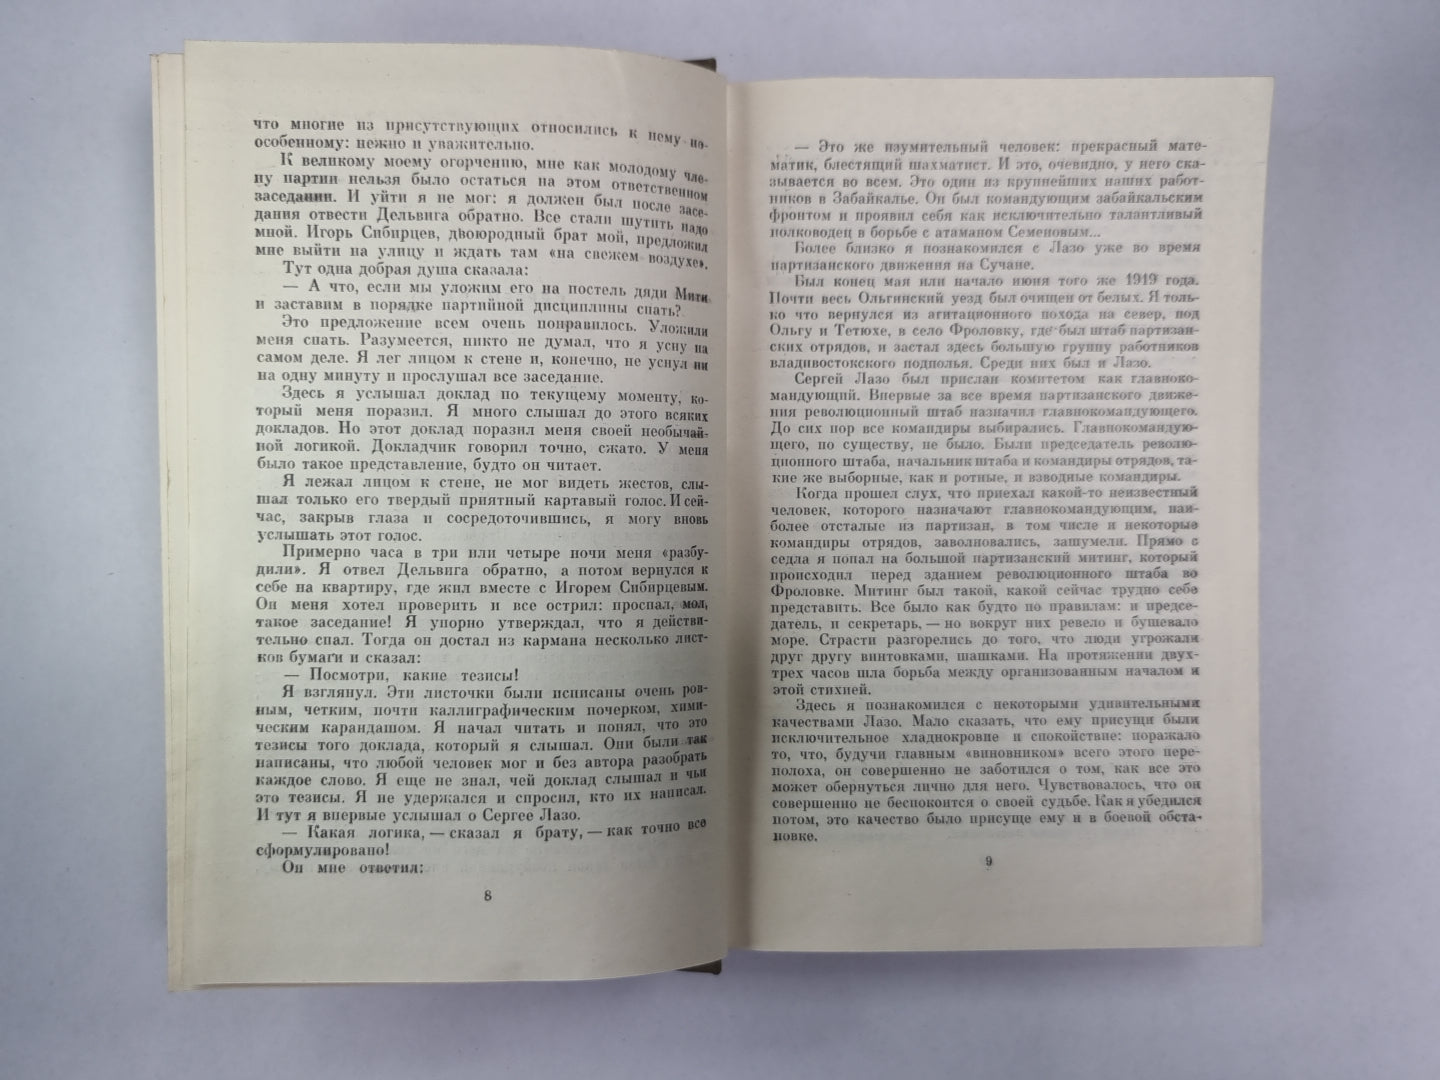 что многие из присутствующих относились к нему по-
особенному: нежно и уважительно.
К великому моему огорчению, мне как молодому чле-
ну партии нельзя было остаться на этом ответственном
заседании. И уйти я не мог: я должен был после засе-
дания отвести Дельвига обратно. Все стали шутить надо
мной. Игорь Сибирцев, двоюродный брат мой, предложил
мне выйти на улицу и ждать там «на свежем воздухе».
Тут одна добрая душа сказала:
— А что, если мы уложим его на постель дяди Мити
и заставим в порядке партийной дисциплины спать?
Это предложение всем очень понравилось. Уложили
меня спать. Разумеется, никто не думал, что я усну на
самом деле. Я лег лицом к стене и, конечно, не уснул ни
на одну минуту и прослушал все заседание.
Здесь я услышал доклад по текущему моменту, ко-
торый меня поразил. Я много слышал до этого всяких
докладов. Но этот доклад поразил меня своей необычай-
ной логикой. Докладчик говорил точно, сжато. У меня
было такое представление, будто он читает.
Я лежал лицом к стене, не мог видеть жестов, слы-
шал только его твердый приятный картавый голос. И сей-
час, закрыв глаза и сосредоточившись, я могу вновь
услышать этот голос.
Примерно часа в три или четыре ночи меня «разбу-
дили». Я отвел Дельвига обратно, а потом вернулся к
себе на квартиру, где жил вместе с Игорем Сибирцевым.
Он меня хотел проверить и все острил: проспал, мол,
такое заседание! Я упорно утверждал, что я действи-
тельно спал. Тогда он достал из кармана несколько лист-
ков бумаги и сказал:
— Посмотри, какие тезисы!
Я взглянул. Эти листочки были исписаны очень ров-
ным, четким, почти каллиграфическим почерком, хими-
ческим карандашом. Я начал читать и понял, что это
тезисы того доклада, который я слышал. Они были так
написаны, что любой человек мог и без автора разобрать
каждое слово. Я еще не знал, чей доклад слышал и чьи
это тезисы. Я не удержался и спросил, кто их написал.
И тут я впервые услышал о Сергее Лазо.
— Какая логика, — сказал я брату, — как точно все
сформулировано!
Он мне ответил:
8
— Это же изумительный человек: прекрасный мате-
матик, блестящий шахматист. И это, очевидно, у него ска-
зывается во всем. Это один из крупнейших наших работ-
ников в Забайкалье. Он был командующим забайкальским
фронтом и проявил себя как исключительно талантливый
полководец в борьбе с атаманом Семеновым...
Более близко я познакомился с Лазо уже во время
партизанского движения на Сучане.
Был конец мая или начало июня того же 1919 года.
Почти весь Ольгинский уезд был очищен от белых. Я толь-
ко что вернулся из агитационного похода на север, под
Ольгу и Тетюхе, в село Фроловку, где был штаб партизан-
ских отрядов, и застал здесь большую группу работников
владивостокского подполья. Среди них был и Лазо.
Сергей Лазо был прислан комитетом как главноко-
мандующий. Впервые за все время партизанского движе-
ния революционный штаб назначил главнокомандующего.
До сих пор все командиры выбирались. Главнокомандую-
щего, по существу, не было. Были председатель револю-
ционного штаба, начальник штаба и командиры отрядов, та-
кие же выборные, как и ротные, и взводные командиры.
Когда прошел слух, что приехал какой-то неизвестный
человек, которого назначают главнокомандующим, наи-
более отсталые из партизан, в том числе и некоторые
командиры отрядов, заволновались, зашумели. Прямо с
седла я попал на большой партизанский митинг, который
происходил перед зданием революционного штаба во
Фроловке. Митинг был такой, какой сейчас трудно себе
представить. Все было как будто по правилам: и предсе-
датель, и секретарь, — но вокруг них ревело и бушевало
море. Страсти разгорелись до того, что люди угрожали
друг другу винтовками, шашками. На протяжении двух-
трех часов шла борьба между организованным началом и
этой стихией.
Здесь я познакомился с некоторыми удивительными
качествами Лазо. Мало сказать, что ему присущи были
исключительное хладнокровие и спокойствие: поражало
то, что, будучи главным «виновником» всего этого пере-
полоха, он совершенно не заботился о том, как все это
может обернуться лично для него. Чувствовалось, что он
совершенно не беспокоится о своей судьбе. Как я убедился
потом, это качество было присуще ему и в боевой обста-
новке.
9